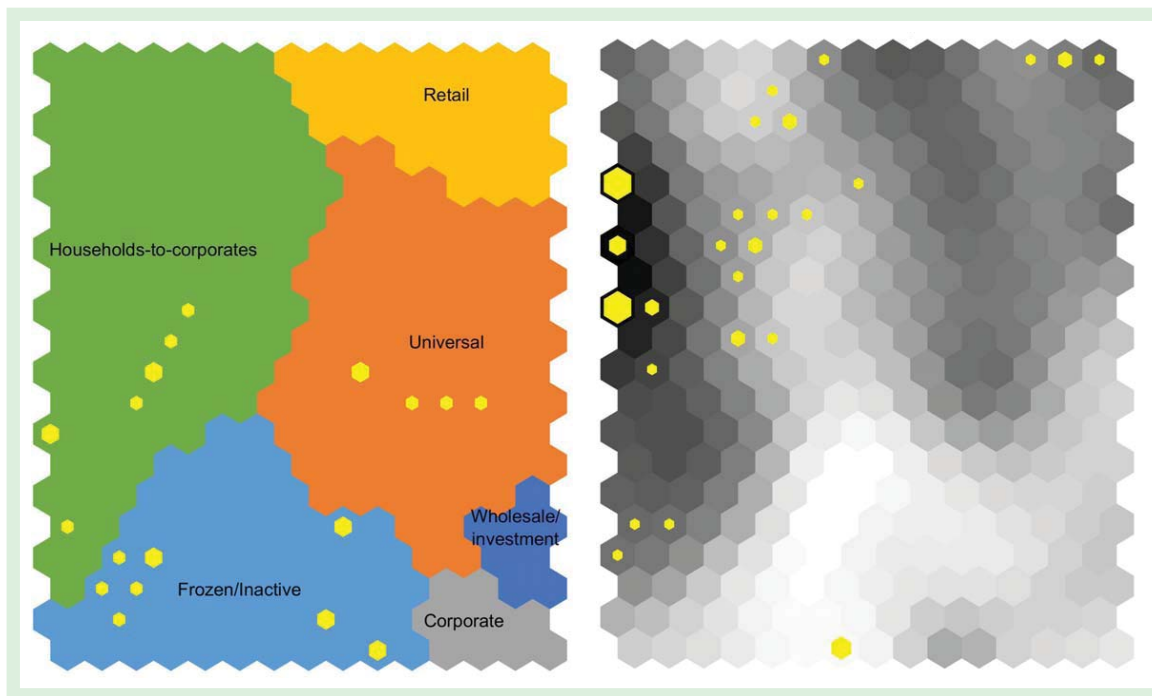 Retail
Households-to-corporates
Universal
Wholesale/
investment
Frozen/Inactive
Corporate